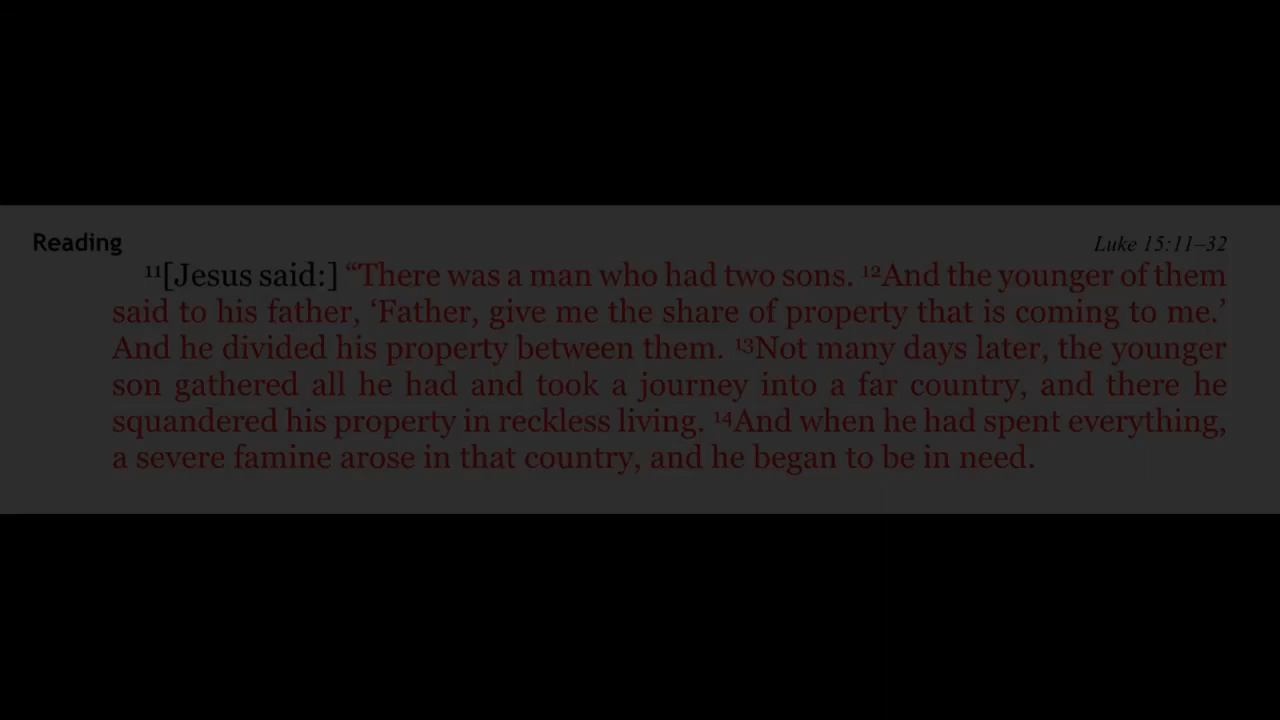 Reading Luke 15:11–32
¹¹[Jesus said:] “There was a man who had two sons. ¹²And the younger of them
said to his father, ‘Father, give me the share of property that is coming to me.’
And he divided his property between them. ¹³Not many days later, the younger
son gathered all he had and took a journey into a far country, and there he
squandered his property in reckless living. ¹⁴And when he had spent everything,
a severe famine arose in that country, and he began to be in need.